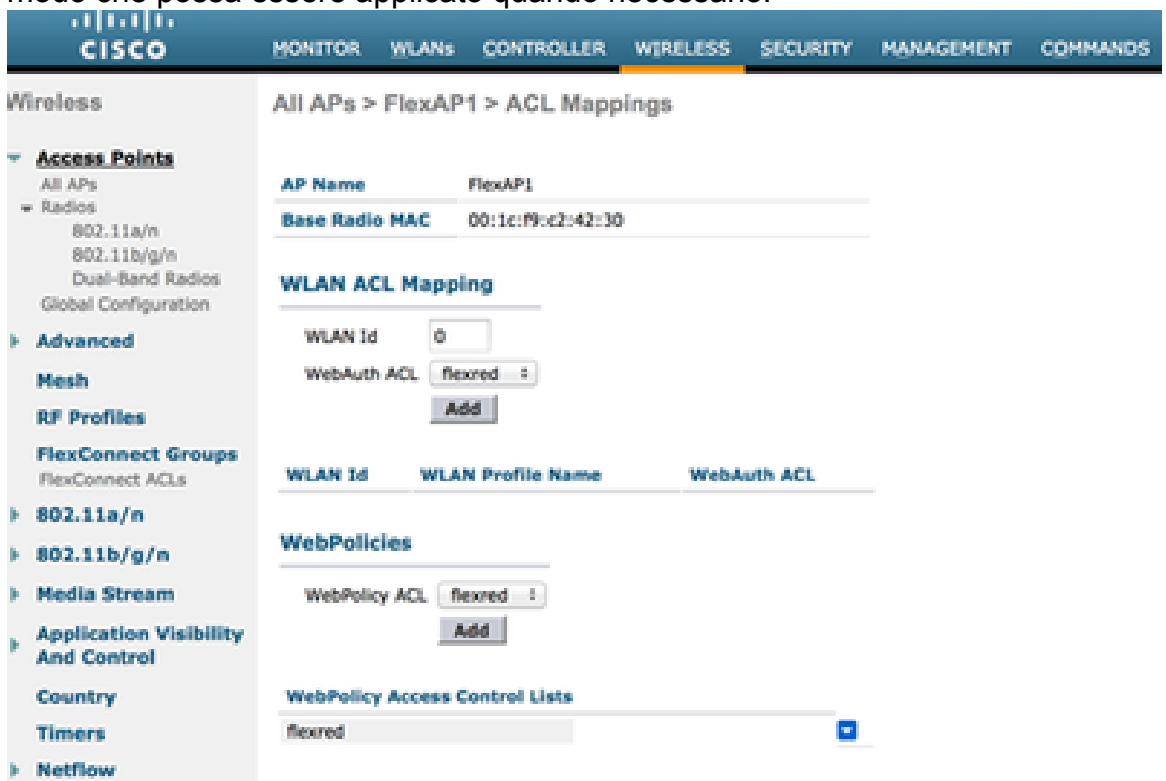 modo che possa essere applicato quando necessario.
CISCO
MONITOR WLANs CONTROLLER WIRELESS SECURITY MANAGEMENT COMMANDS
Wireless
Access Points
All APs
Radios
802.11a/n
802.11b/g/n
Dual-Band Radios
Global Configuration
Advanced
Mesh
RF Profiles
FlexConnect Groups
FlexConnect ACLs
802.11a/n
802.11b/g/n
Media Stream
Application Visibility
And Control
Country
Timers
Netflow
All APs > FlexAP1 > ACL Mappings
AP Name FlexAP1
Base Radio MAC 00:1c:f9:c2:42:30
WLAN ACL Mapping
WLAN Id 0
WebAuth ACL flexred
Add
WLAN Id WLAN Profile Name WebAuth ACL
WebPolicies
WebPolicy ACL flexred
Add
WebPolicy Access Control Lists
flexred